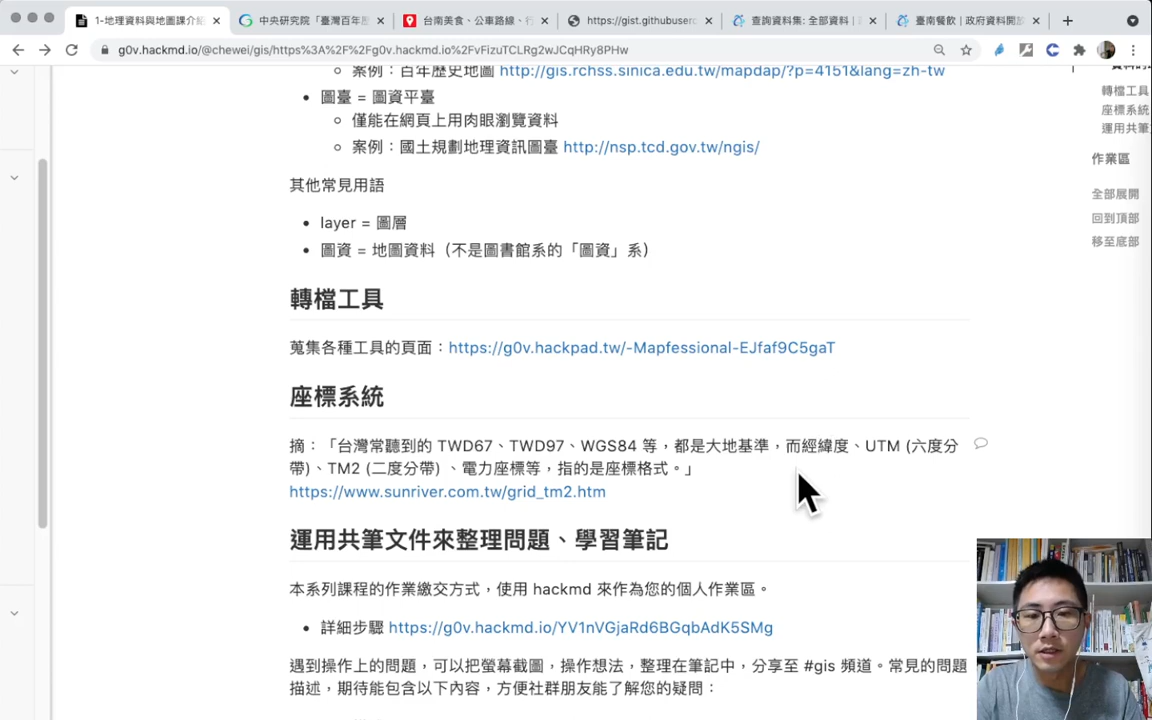 1-地理資料與地圖課介紹
中央研究院「臺灣百年歷
台南美食、公車路線、行
https://gist.githubuserc
查詢資料集: 全部資料 |
臺南餐飲 | 政府資料開放
g0v.hackmd.io/@chewei/gis/https%3A%2F%2Fg0v.hackmd.io%2FvFizuTCLRg2wJCqHRy8PHw
案例：百年歷史地圖 http://gis.rchss.sinica.edu.tw/mapdap/?p=4151&lang=zh-tw
圖臺 = 圖資平臺
僅能在網頁上用肉眼瀏覽資料
案例：國土規劃地理資訊圖臺 http://nsp.tcd.gov.tw/ngis/
其他常見用語
layer = 圖層
圖資 = 地圖資料（不是圖書館系的「圖資」系）
轉檔工具
蒐集各種工具的頁面：https://g0v.hackpad.tw/-Mapfessional-EJfaf9C5gaT
座標系統
摘：「台灣常聽到的 TWD67、TWD97、WGS84 等，都是大地基準，而經緯度、UTM (六度分
帶)、TM2 (二度分帶) 、電力座標等，指的是座標格式。」
https://www.sunriver.com.tw/grid_tm2.htm
運用共筆文件來整理問題、學習筆記
本系列課程的作業繳交方式，使用 hackmd 來作為您的個人作業區。
詳細步驟 https://g0v.hackmd.io/YV1nVGjaRd6BGqbAdK5SMg
遇到操作上的問題，可以把螢幕截圖，操作想法，整理在筆記中，分享至 #gis 頻道。常見的問題
描述，期待能包含以下內容，方便社群朋友能了解您的疑問：
轉檔工具
座標系統
運用共筆
作業區
全部展開
回到頂部
移至底部